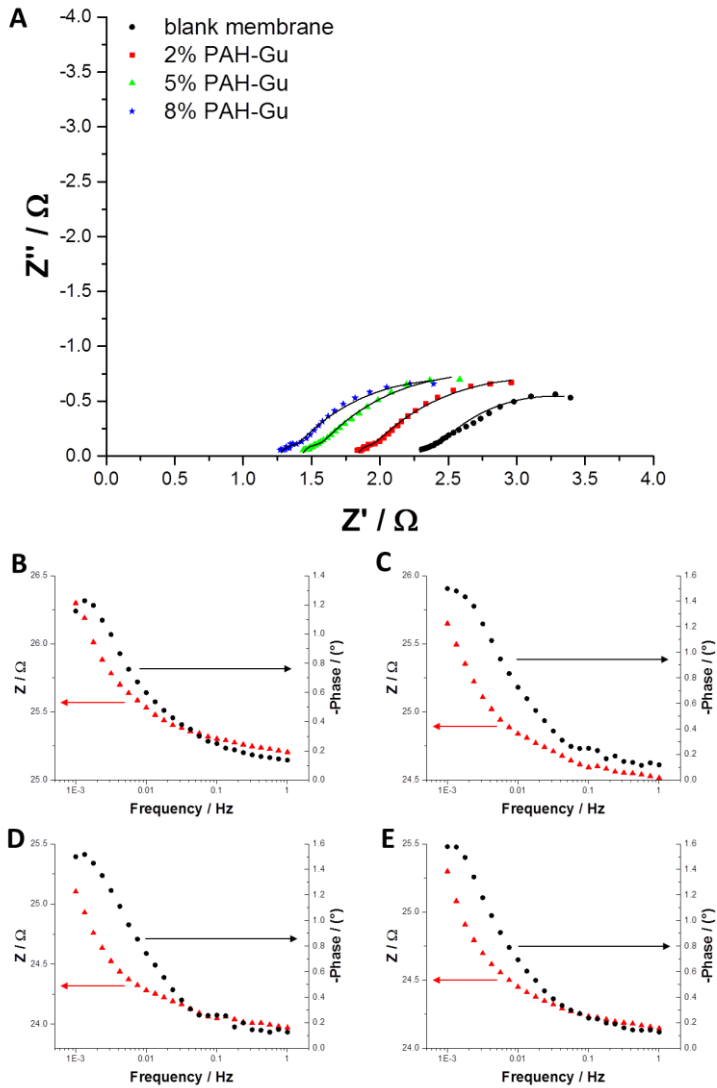 A
blank membrane
2% PAH-Gu
5% PAH-Gu
8% PAH-Gu
-4.0
-3.5
-3.0
-2.5
-2.0
-1.5
-1.0
-0.5
0.0
Z'' / Ω
0.0 0.5 1.0 1.5 2.0 2.5 3.0 3.5 4.0
Z' / Ω
B
26.5
26.0
25.5
25.0
Z / Ω
1.4
1.2
1.0
0.8
0.6
0.4
0.2
0.0
-Phase / (°)
1E-3 0.01 0.1 1
Frequency / Hz
C
26.0
25.5
25.0
24.5
Z / Ω
1.6
1.4
1.2
1.0
0.8
0.6
0.4
0.2
0.0
-Phase / (°)
1E-3 0.01 0.1 1
Frequency / Hz
D
25.5
25.0
24.5
24.0
Z / Ω
1.6
1.4
1.2
1.0
0.8
0.6
0.4
0.2
0.0
-Phase / (°)
1E-3 0.01 0.1 1
Frequency / Hz
E
25.5
25.0
24.5
24.0
Z / Ω
1.6
1.4
1.2
1.0
0.8
0.6
0.4
0.2
0.0
-Phase / (°)
1E-3 0.01 0.1 1
Frequency / Hz